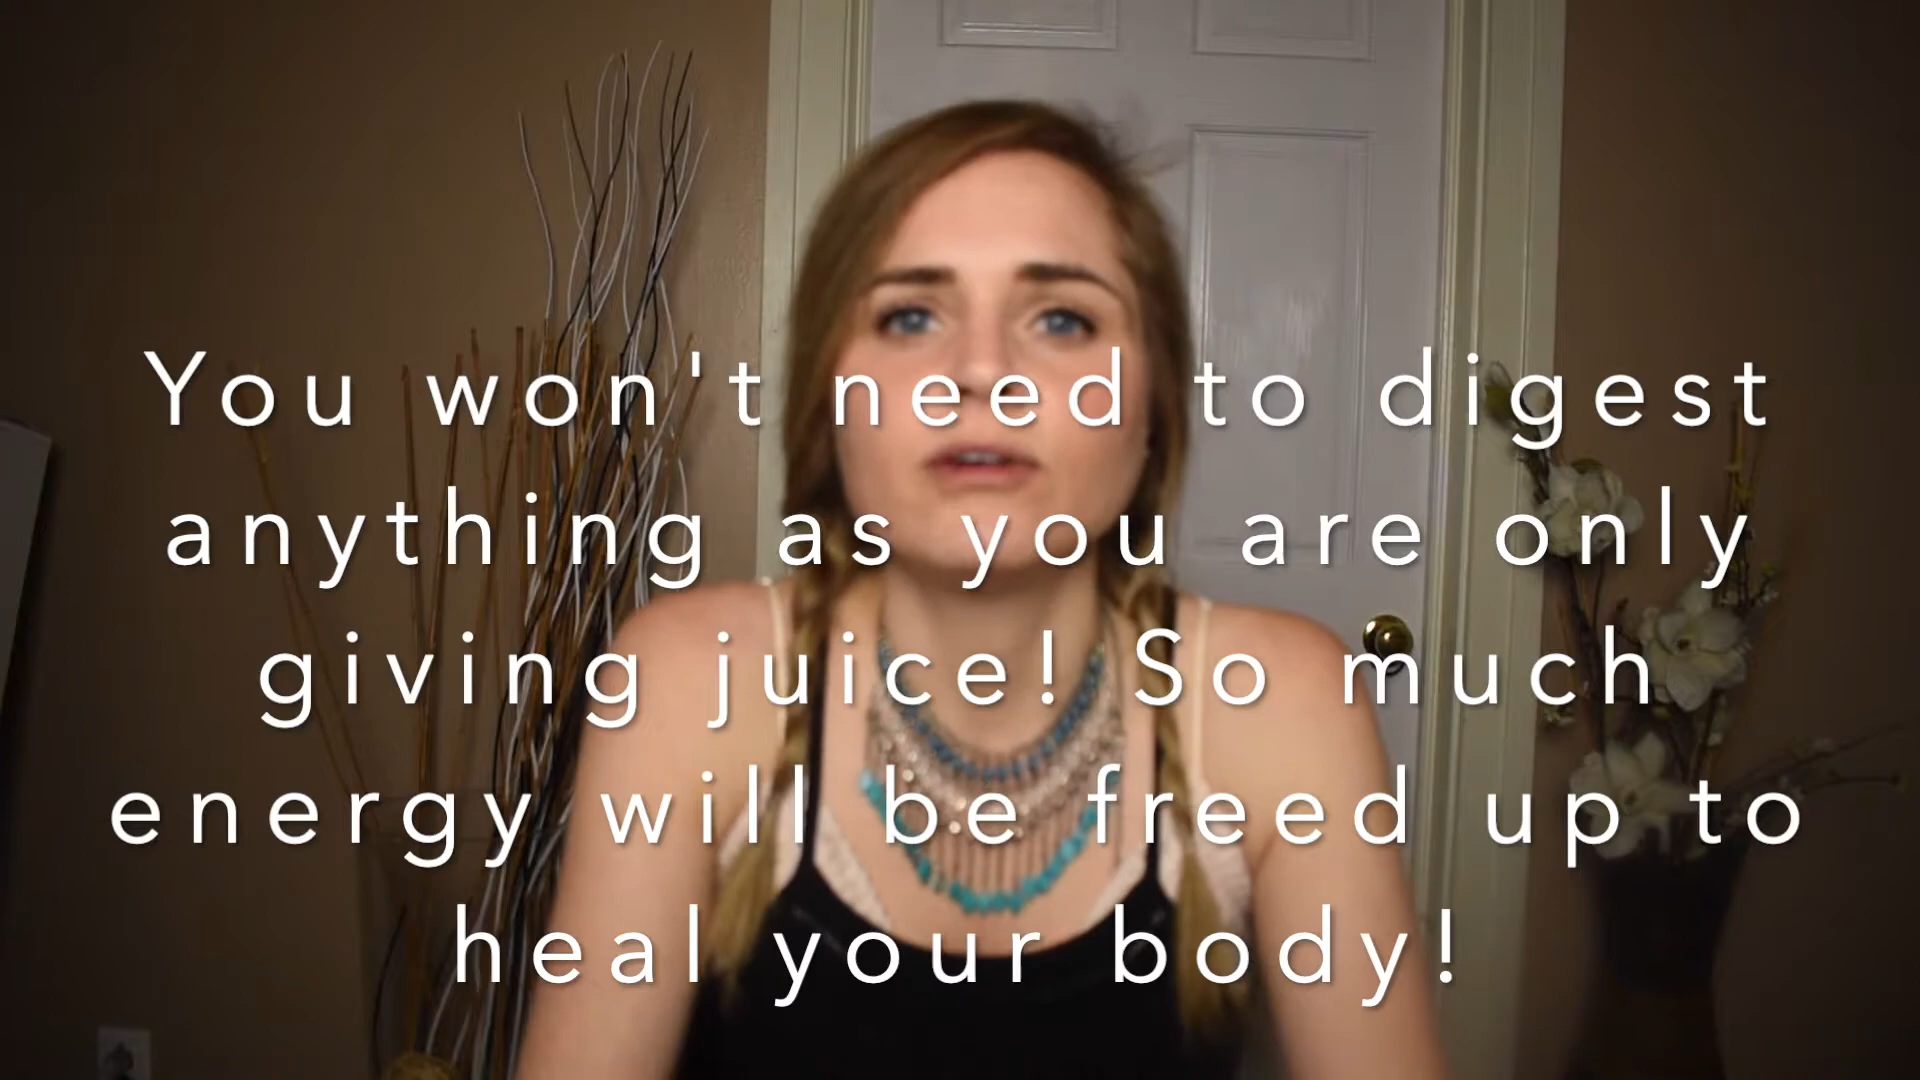 You won't need to digest
anything as you are only
giving juice! So much
energy will be freed up to
heal your body!